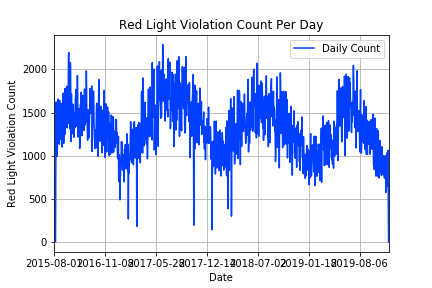 Red Light Violation Count Per Day
Daily Count
Red Light Violation Count
2000
1500
1000
500
0
2015-08-01 2016-11-08 2017-05-28 2017-12-14 2018-07-02 2019-01-18 2019-08-06
Date